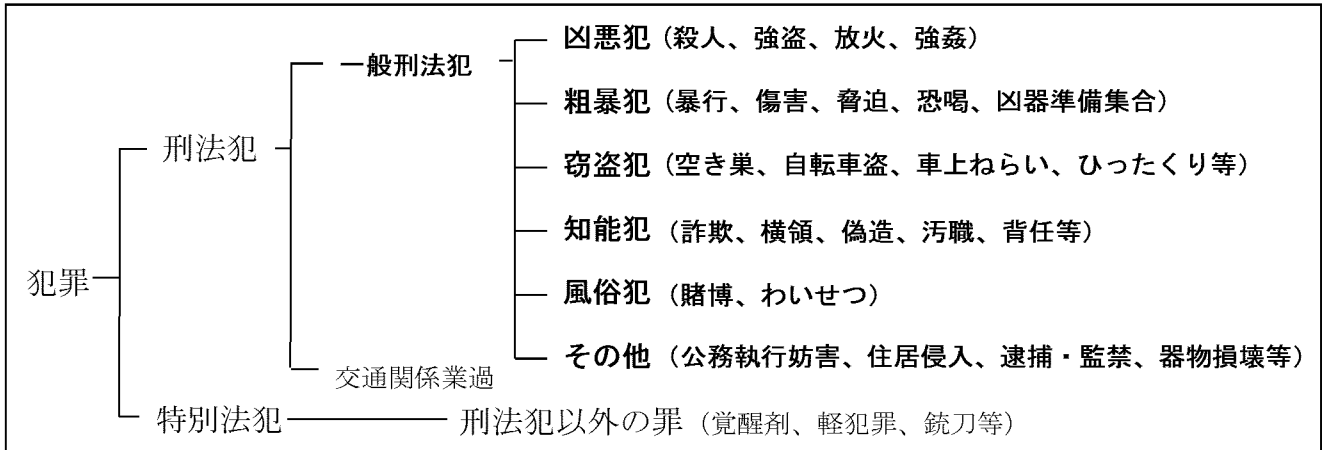 凶悪犯（殺人、強盗、放火、強姦）
一般刑法犯
粗暴犯（暴行、傷害、脅迫、恐喝、凶器準備集合）
刑法犯
窃盗犯（空き巣、自転車盗、車上ねらい、ひったくり等）
知能犯（詐欺、横領、偽造、汚職、背任等）
犯罪
風俗犯（賭博、わいせつ）
その他（公務執行妨害、住居侵入、逮捕・監禁、器物損壊等）
交通関係業過
特別法犯 刑法犯以外の罪（覚醒剤、軽犯罪、銃刀等）